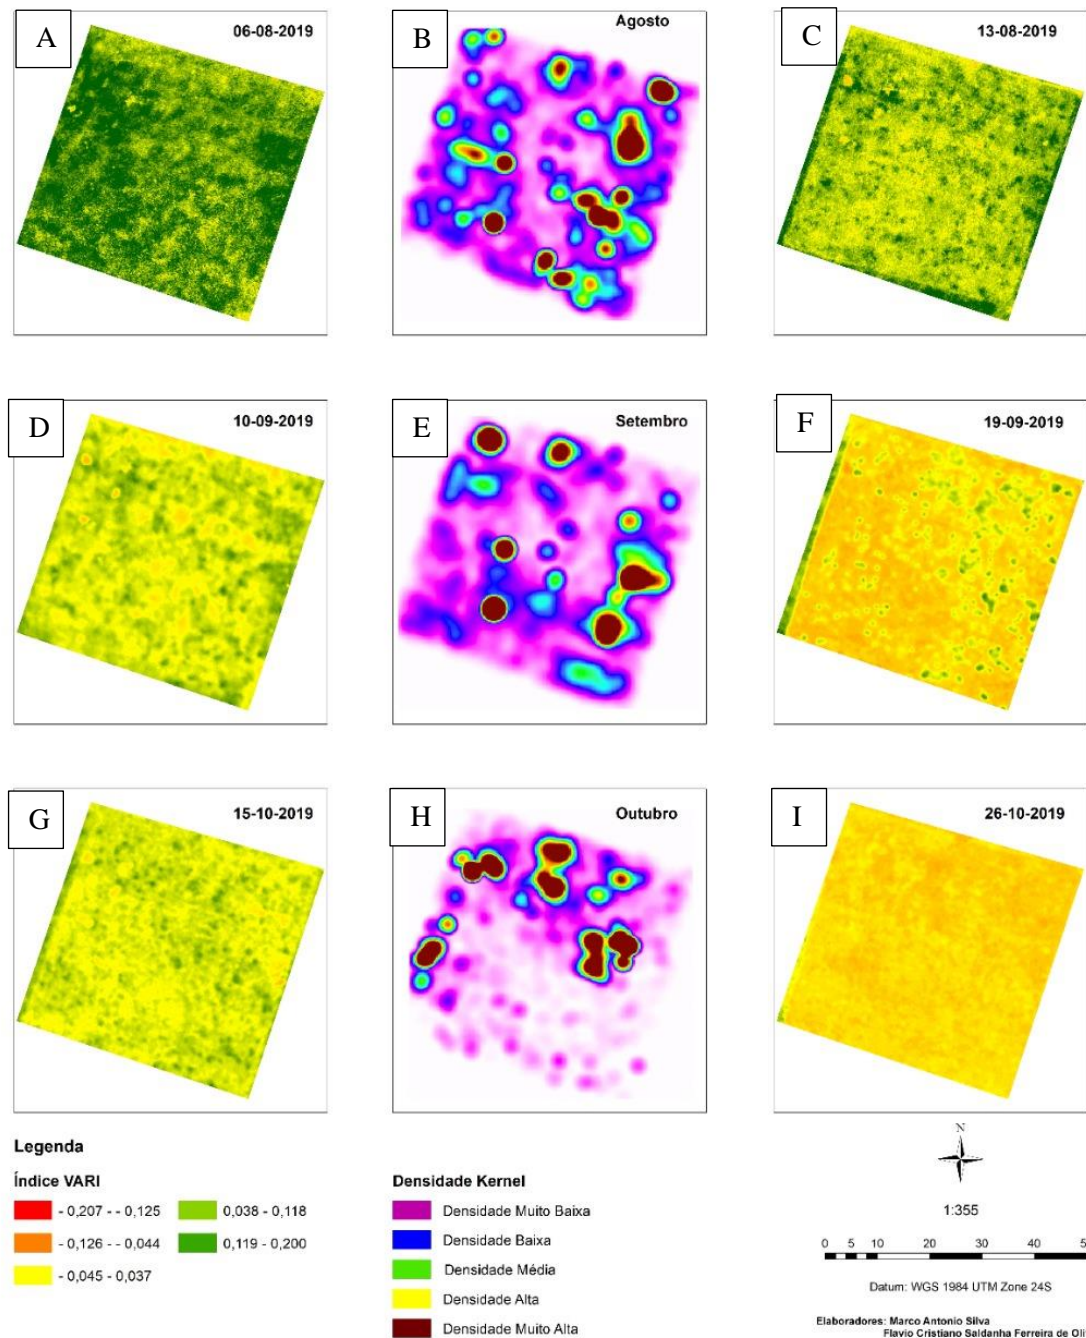 A
06-08-2019
B
Agosto
C
13-08-2019
D
10-09-2019
E
Setembro
F
19-09-2019
G
15-10-2019
H
Outubro
I
26-10-2019
Legenda
Índice VARI
- 0,207 - - 0,125
- 0,126 - - 0,044
- 0,045 - 0,037
0,038 - 0,118
0,119 - 0,200
Densidade Kernel
Densidade Muito Baixa
Densidade Baixa
Densidade Média
Densidade Alta
Densidade Muito Alta
N
1:355
0 5 10 20 30 40
Datum: WGS 1984 UTM Zone 24S
Elaboradores: Marco Antonio Silva
Flavio Cristiano Saldanha Ferreira de